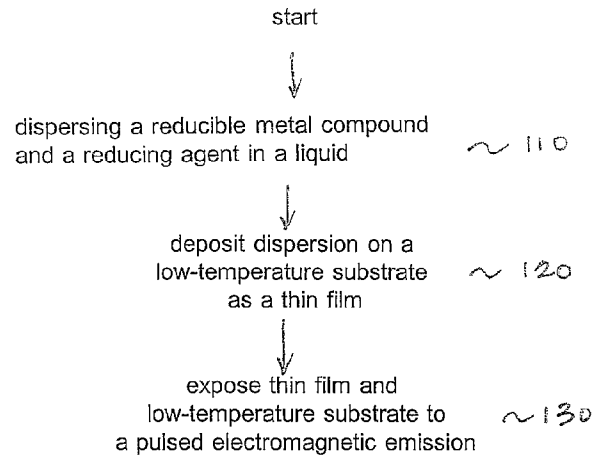 start
dispersing a reducible metal compound
and a reducing agent in a liquid ~ 110
deposit dispersion on a
low-temperature substrate ~ 120
as a thin film
expose thin film and
low-temperature substrate to ~130
a pulsed electromagnetic emission